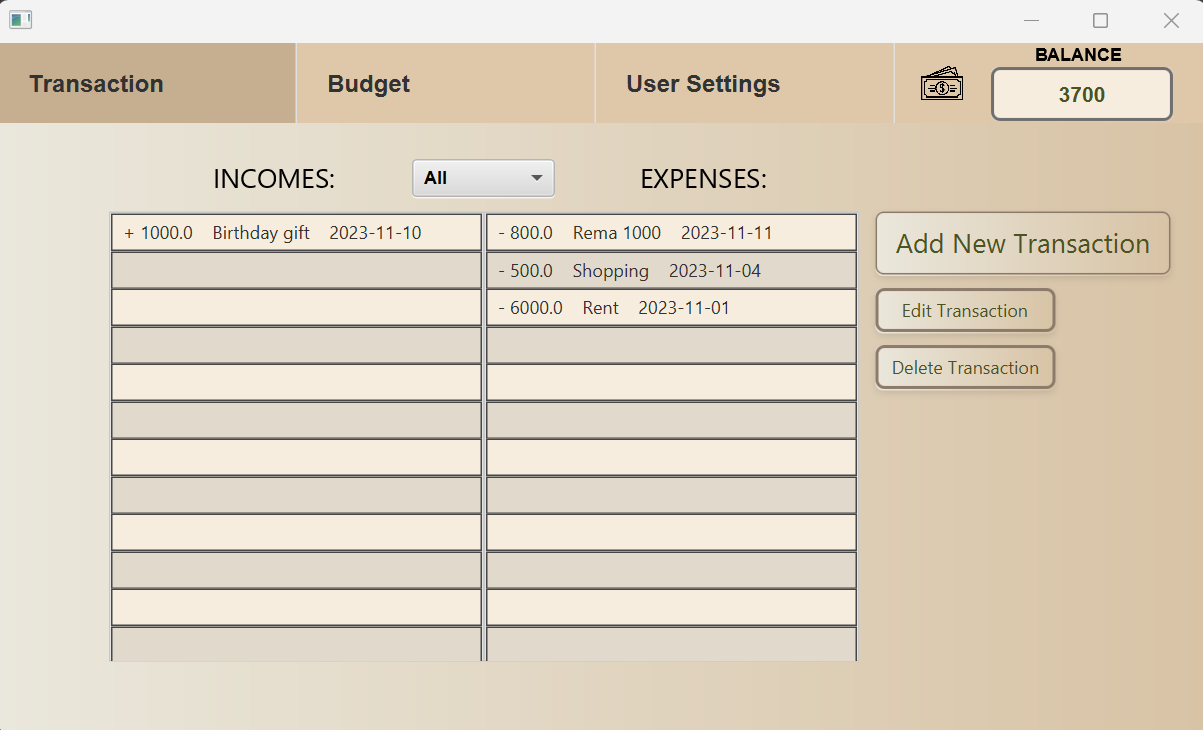 Transaction
Budget
User Settings
BALANCE
3700
INCOMES:
All
EXPENSES:
+ 1000.0 Birthday gift 2023-11-10
- 800.0 Rema 1000 2023-11-11
- 500.0 Shopping 2023-11-04
- 6000.0 Rent 2023-11-01
Add New Transaction
Edit Transaction
Delete Transaction